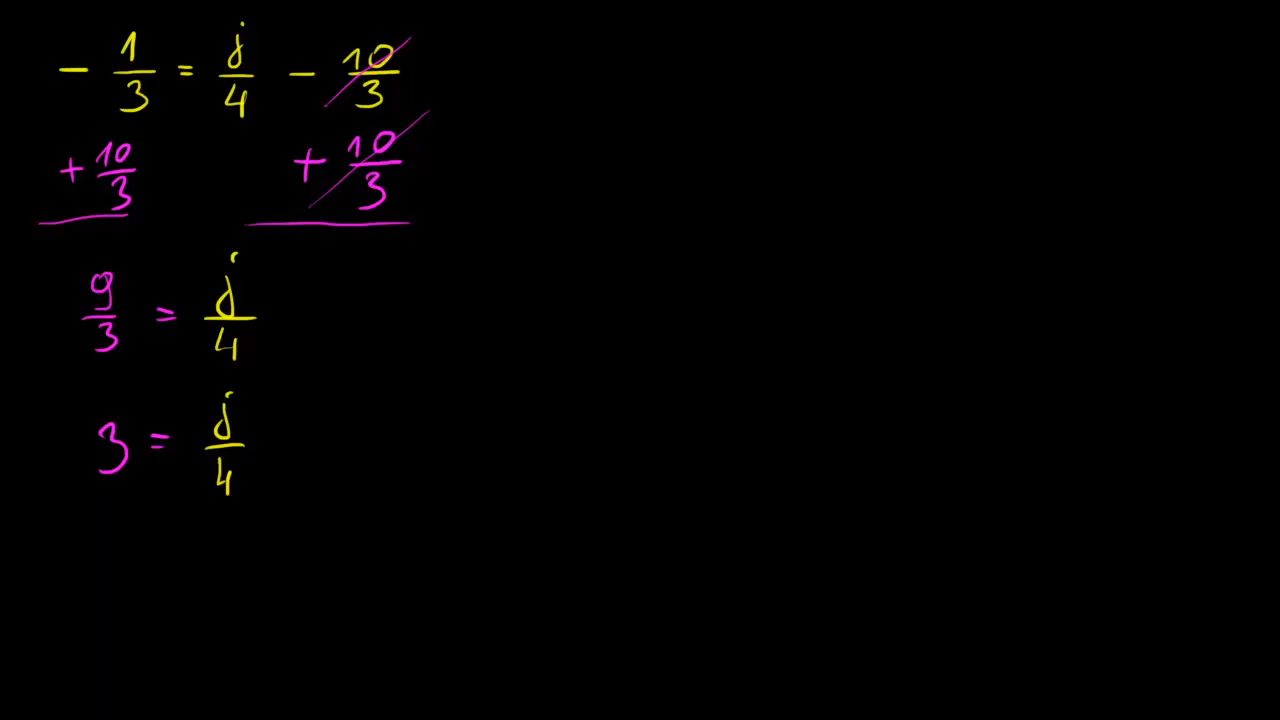 - 1/3 = j/4 - 10/3
+ 10/3 + 10/3
9/3 = j/4
3 = j/4